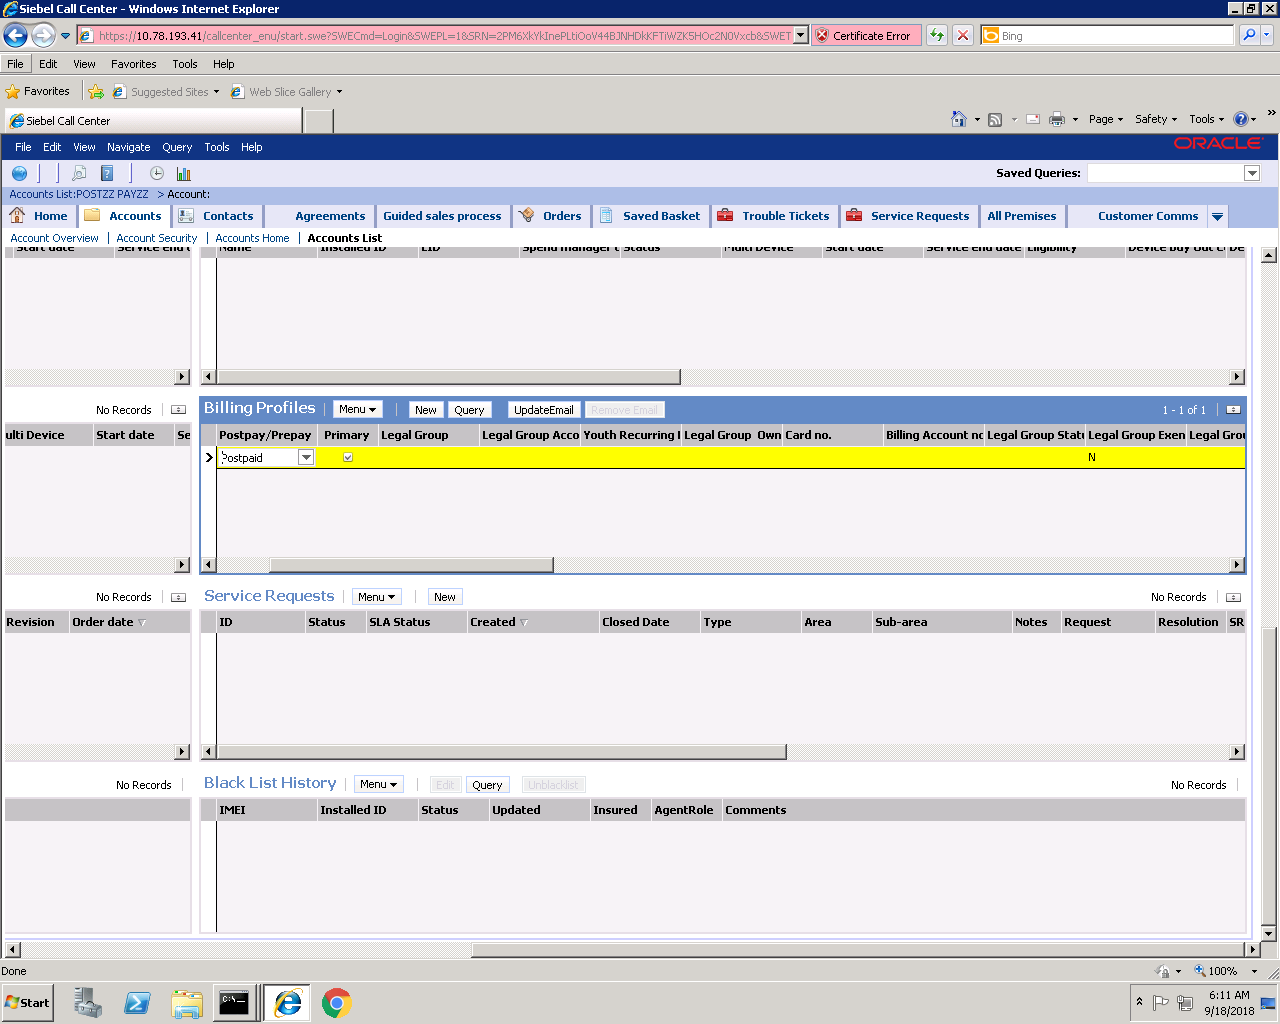 Siebel Call Center - Windows Internet Explorer
https://10.78.193.41/callcenter_enu/start.swe?SWECmd=Login&SWEPL=1&SRN=2PM6XkYkInePLtiOoV44BJNHDkKFTiWZK5HOc2N0Vxcb&SWET
Certificate Error
Bing
File Edit View Favorites Tools Help
Favorites Suggested Sites Web Slice Gallery
Siebel Call Center
Page Safety Tools
File Edit View Navigate Query Tools Help
ORACLE
Saved Queries:
Accounts List:POSTZZ PAYZZ > Account:
Home Accounts Contacts Agreements Guided sales process Orders Saved Basket Trouble Tickets Service Requests All Premises Customer Comms
Account Overview Account Security Accounts Home Accounts List
Start date Service end Name Installed ID LID Spend manager Status Multi Device Start date Service end date Eligibility Device Buy Out De
No Records Billing Profiles Menu New Query UpdateEmail Remove Email 1 - 1 of 1
ulti Device Start date Se Postpay/Prepay Primary Legal Group Legal Group Acco Youth Recurring Legal Group Own Card no. Billing Account no Legal Group Statu Legal Group Exen Legal Grou
Postpaid N
No Records Service Requests Menu New No Records
Revision Order date ID Status SLA Status Created Closed Date Type Area Sub-area Notes Request Resolution SR
No Records Black List History Menu Edit Query Unblacklist No Records
IMEI Installed ID Status Updated Insured AgentRole Comments
Done 100%
Start
6:11 AM
9/18/2018